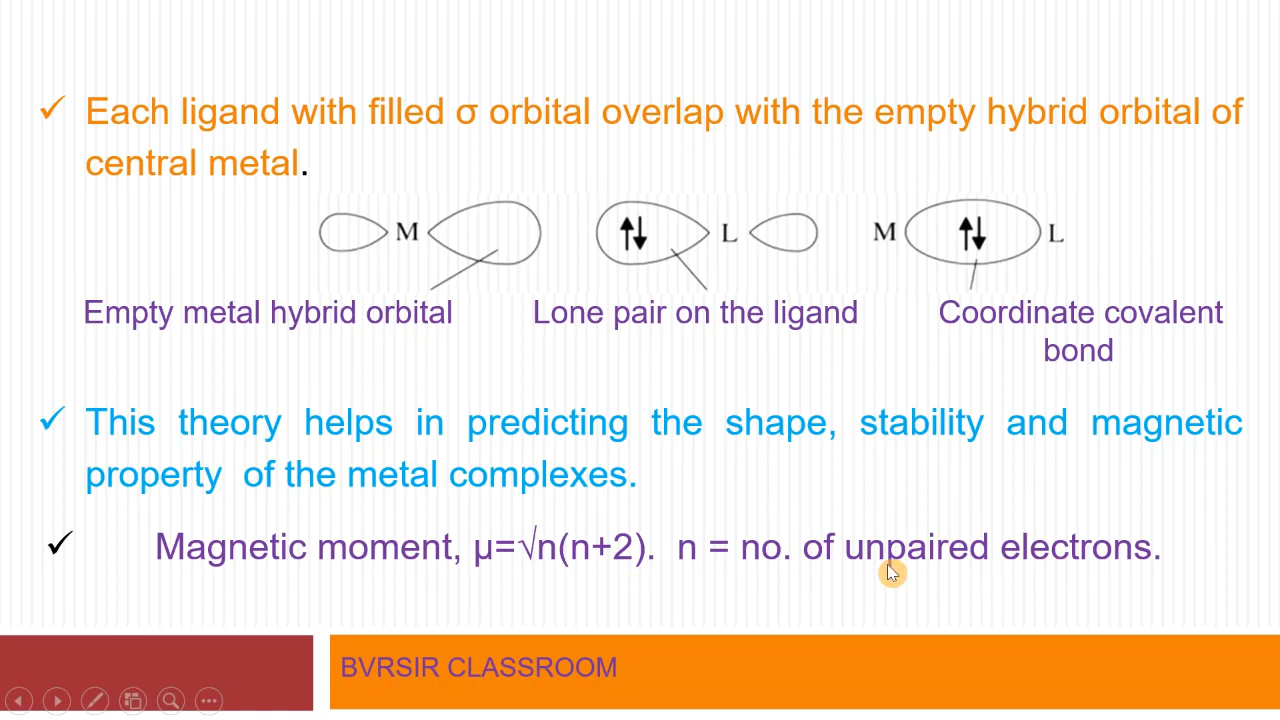 Each ligand with filled σ orbital overlap with the empty hybrid orbital of
central metal.
M L M L
Empty metal hybrid orbital Lone pair on the ligand Coordinate covalent
bond
This theory helps in predicting the shape, stability and magnetic
property of the metal complexes.
Magnetic moment, μ=√n(n+2). n = no. of unpaired electrons.
BVRSIR CLASSROOM